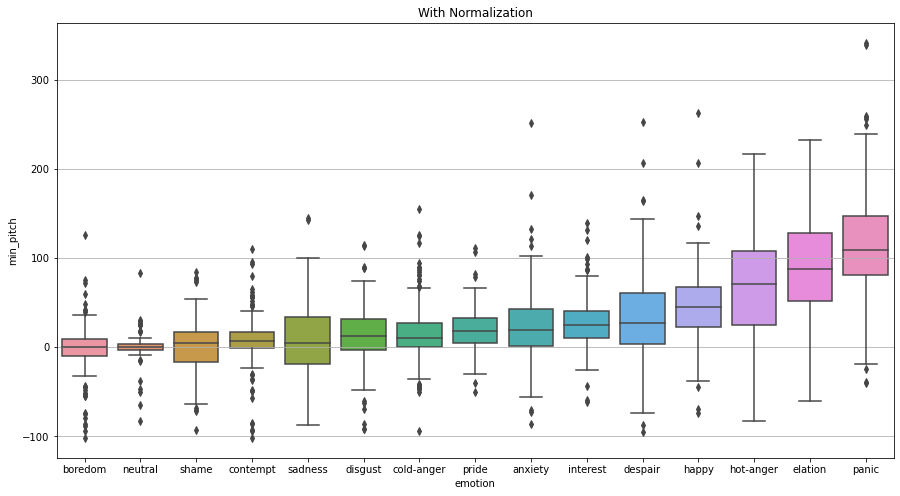 With Normalization
min_pitch
300
200
100
0
−100
boredom neutral shame contempt sadness disgust cold-anger pride anxiety interest despair happy hot-anger elation panic
emotion